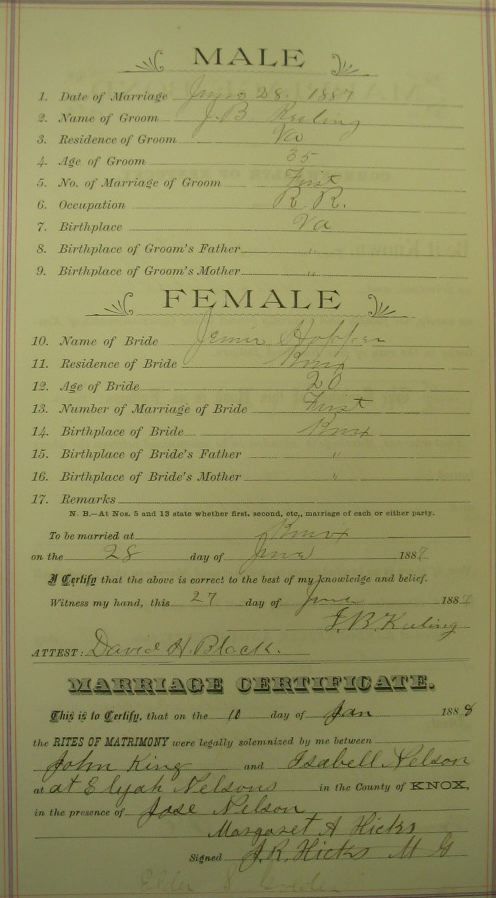 MALE
1. Date of Marriage June 28 1887
2. Name of Groom J. B. Keeling
3. Residence of Groom Va
4. Age of Groom 35
5. No. of Marriage of Groom First
6. Occupation R. R.
7. Birthplace Va
8. Birthplace of Groom's Father "
9. Birthplace of Groom's Mother "
FEMALE
10. Name of Bride Hopper
11. Residence of Bride Knox
12. Age of Bride 20
13. Number of Marriage of Bride First
14. Birthplace of Bride Knox
15. Birthplace of Bride's Father "
16. Birthplace of Bride's Mother "
17. Remarks
N. B.—At Nos. 5 and 13 state whether first, second, etc., marriage of each or either party.
To be married at Knox
on the 28 day of June 1887
I Certify that the above is correct to the best of my knowledge and belief.
Witness my hand, this 27 day of June 1887
J. B. Keeling
ATTEST: David H. Black.
MARRIAGE CERTIFICATE.
This is to Certify, that on the 10 day of Jan 1888
the RITES OF MATRIMONY were legally solemnized by me between
John King and Isabell Nelson
at at Elijah Nelsons in the County of KNOX,
in the presence of Jase Nelson
Margaret A Hicks
Signed J. R. Hicks M G